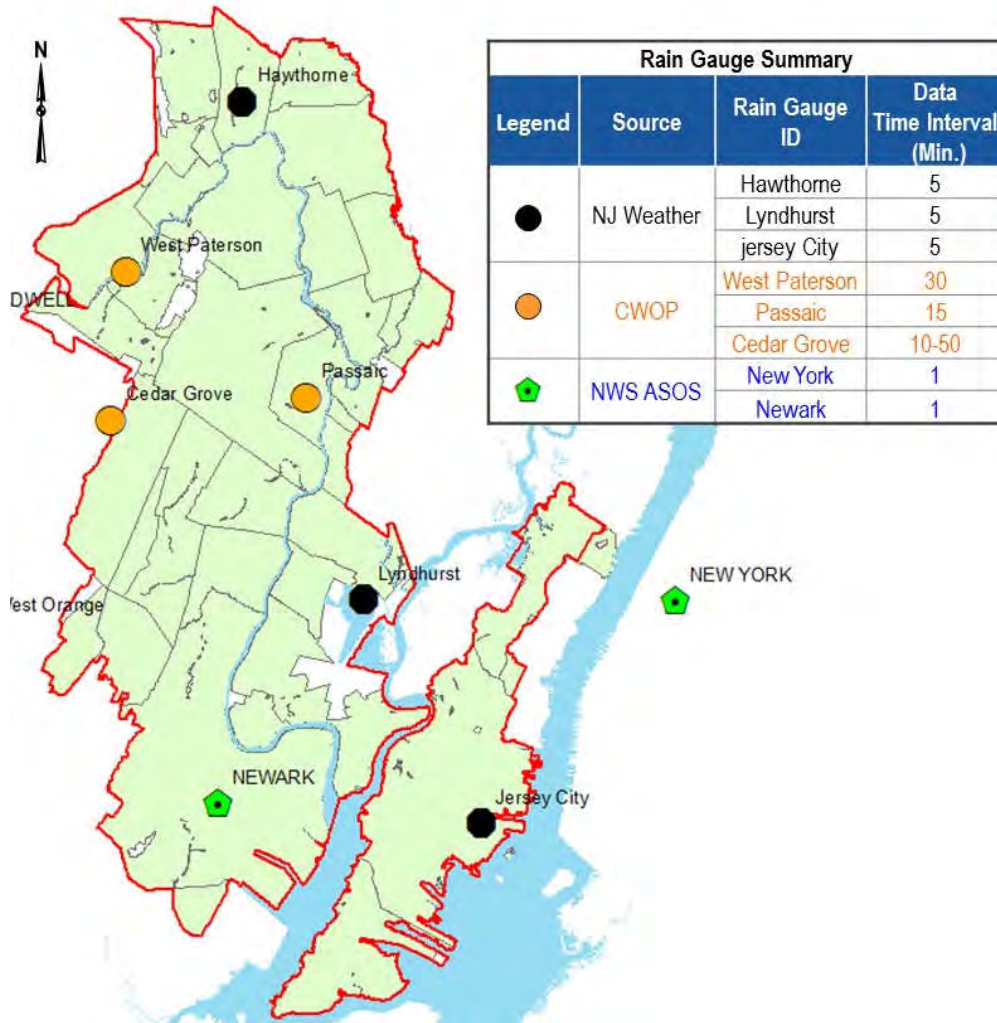 N
Hawthorne
West Paterson
DWELL
Cedar Grove
Passaic
Lyndhurst
est Orange
NEW YORK
NEWARK
Jersey City
Rain Gauge Summary
Legend Source Rain Gauge ID Data Time Interval (Min.)
NJ Weather
Hawthorne 5
Lyndhurst 5
jersey City 5
CWOP
West Paterson 30
Passaic 15
Cedar Grove 10-50
NWS ASOS
New York 1
Newark 1